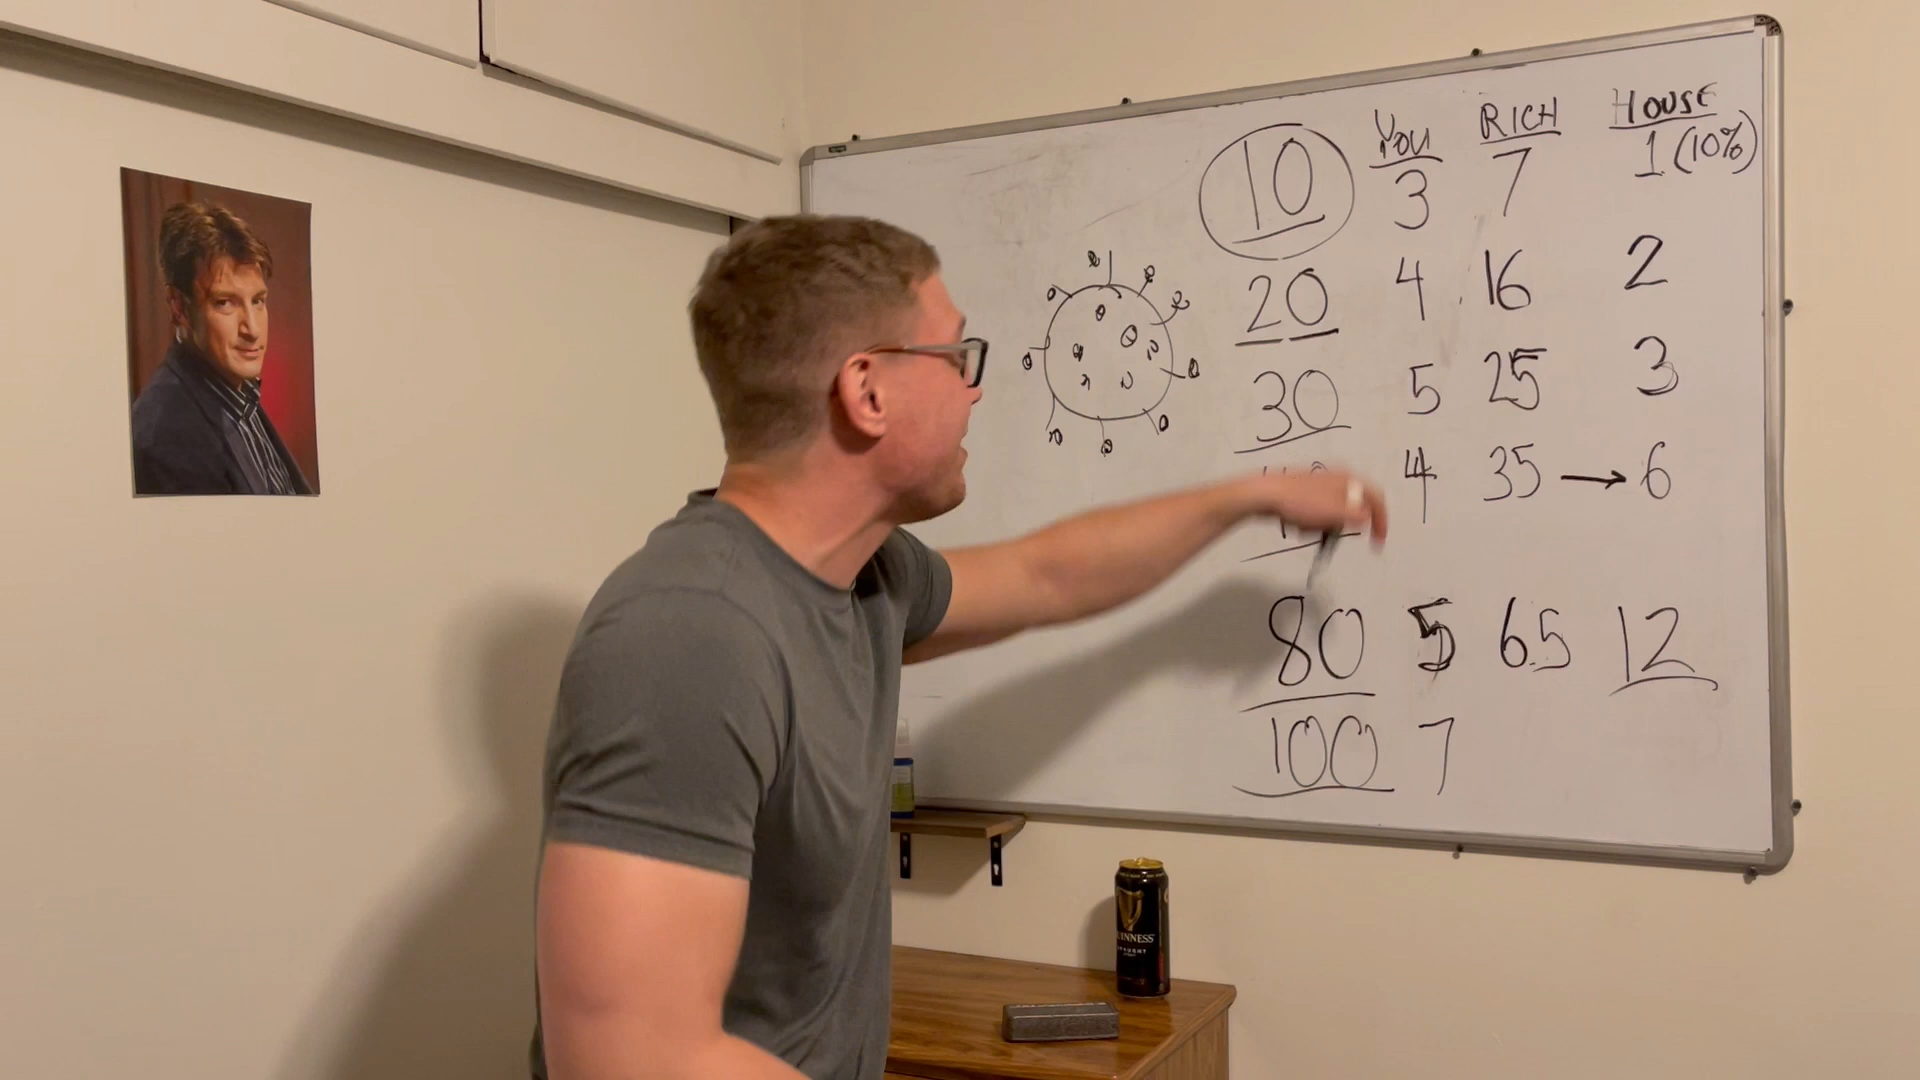 YOU RICH HOUSE
10 3 7 1 (10%)
20 4 16 2
30 5 25 3
4 35 → 6
80 5 65 12
100 7
GUINNESS
DRAUGHT